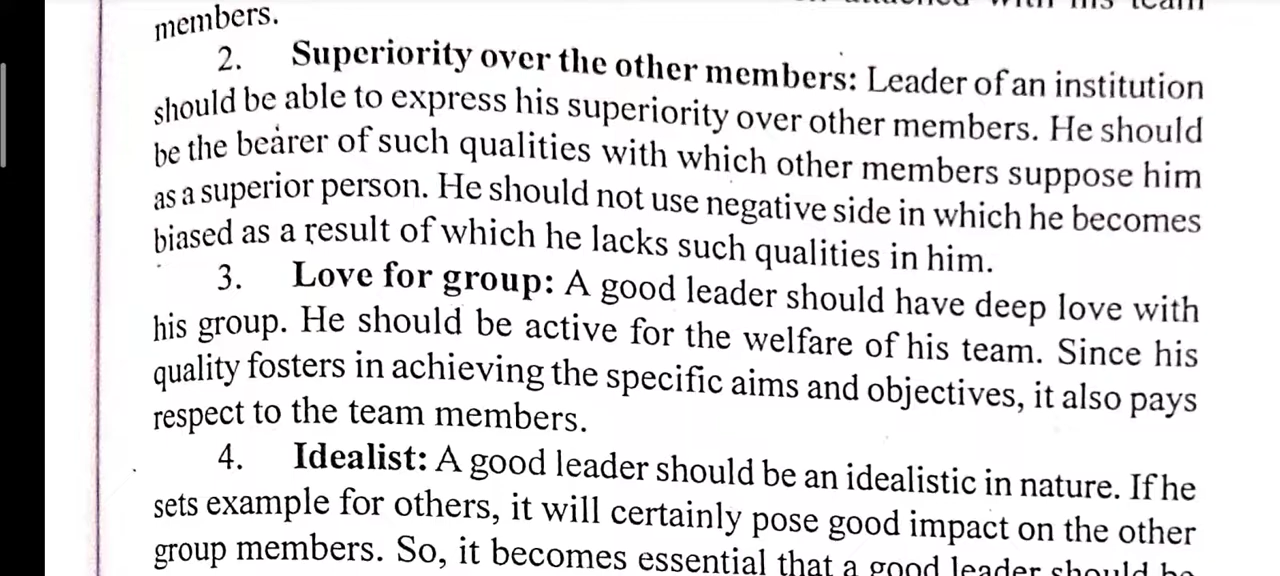 with his team
members.
2. Superiority over the other members: Leader of an institution
should be able to express his superiority over other members. He should
be the bearer of such qualities with which other members suppose him
as a superior person. He should not use negative side in which he becomes
biased as a result of which he lacks such qualities in him.
3. Love for group: A good leader should have deep love with
his group. He should be active for the welfare of his team. Since his
quality fosters in achieving the specific aims and objectives, it also pays
respect to the team members.
4. Idealist: A good leader should be an idealistic in nature. If he
sets example for others, it will certainly pose good impact on the other
group members. So, it becomes essential that a good leader should be